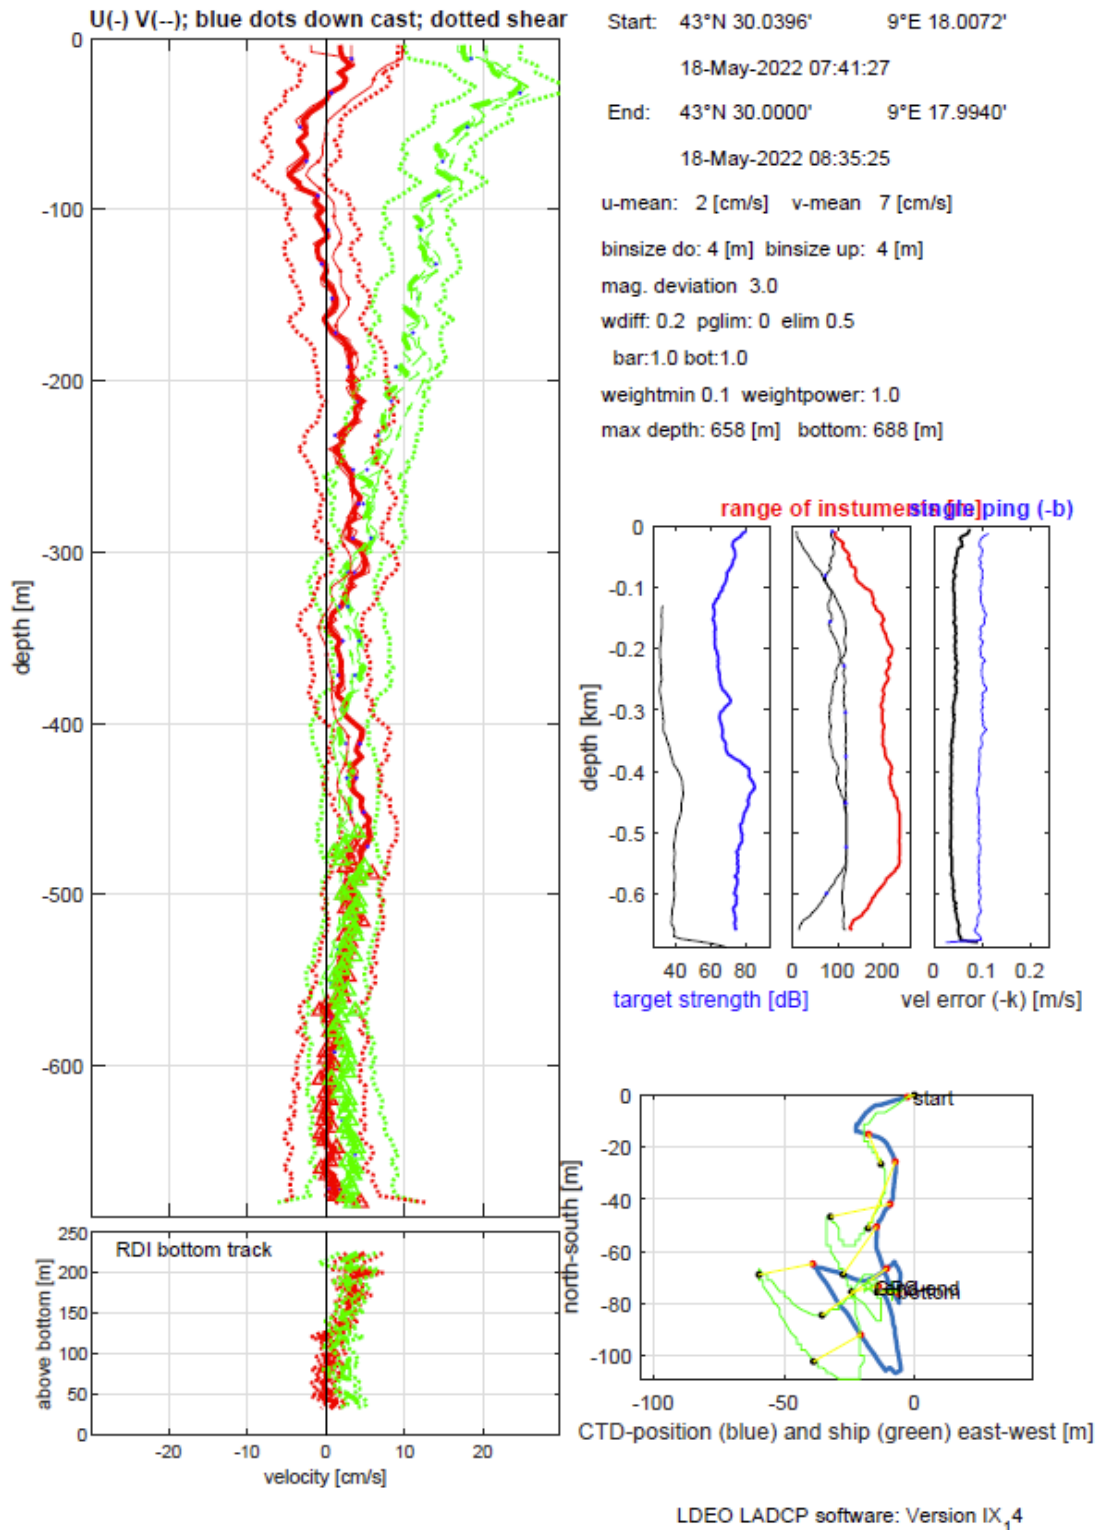 U(-) V(--); blue dots down cast; dotted shear
0
-100
-200
-300
-400
-500
-600
depth [m]
Start: 43°N 30.0396' 9°E 18.0072'
18-May-2022 07:41:27
End: 43°N 30.0000' 9°E 17.9940'
18-May-2022 08:35:25
u-mean: 2 [cm/s] v-mean 7 [cm/s]
binsize do: 4 [m] binsize up: 4 [m]
mag. deviation 3.0
wdiff: 0.2 pglim: 0 elim 0.5
bar:1.0 bot:1.0
weightmin 0.1 weightpower: 1.0
max depth: 658 [m] bottom: 688 [m]
range of instuments [m]
single ping (-b)
0
-0.1
-0.2
-0.3
-0.4
-0.5
-0.6
depth [km]
40 60 80
0 100 200
0 0.1 0.2
target strength [dB]
vel error (-k) [m/s]
RDI bottom track
250
200
150
100
50
0
above bottom [m]
-20 -10 0 10 20
velocity [cm/s]
0
-20
-40
-60
-80
-100
north-south [m]
start
end
bottom
-100 -50 0
CTD-position (blue) and ship (green) east-west [m]
LDEO LADCP software: Version IX14